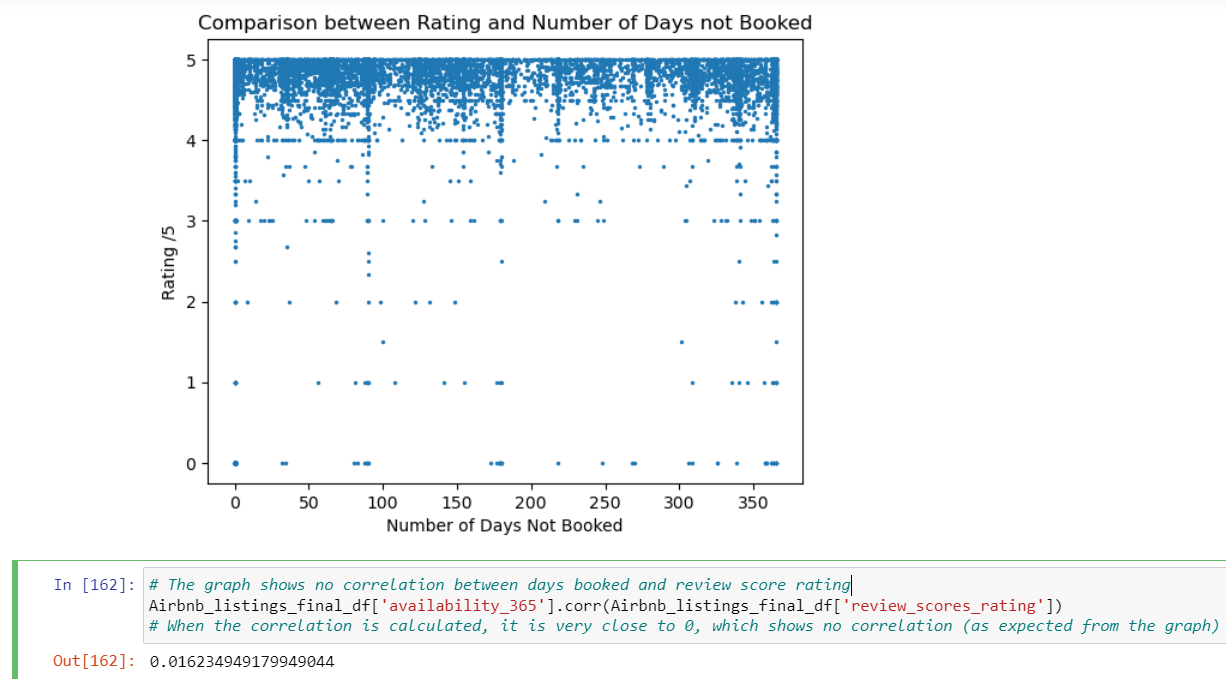 Comparison between Rating and Number of Days not Booked
5
4
3
2
1
0
Rating /5
0 50 100 150 200 250 300 350
Number of Days Not Booked
In [162]: # The graph shows no correlation between days booked and review score rating
Airbnb_listings_final_df['availability_365'].corr(Airbnb_listings_final_df['review_scores_rating'])
# When the correlation is calculated, it is very close to 0, which shows no correlation (as expected from the graph)
Out[162]: 0.016234949179949044